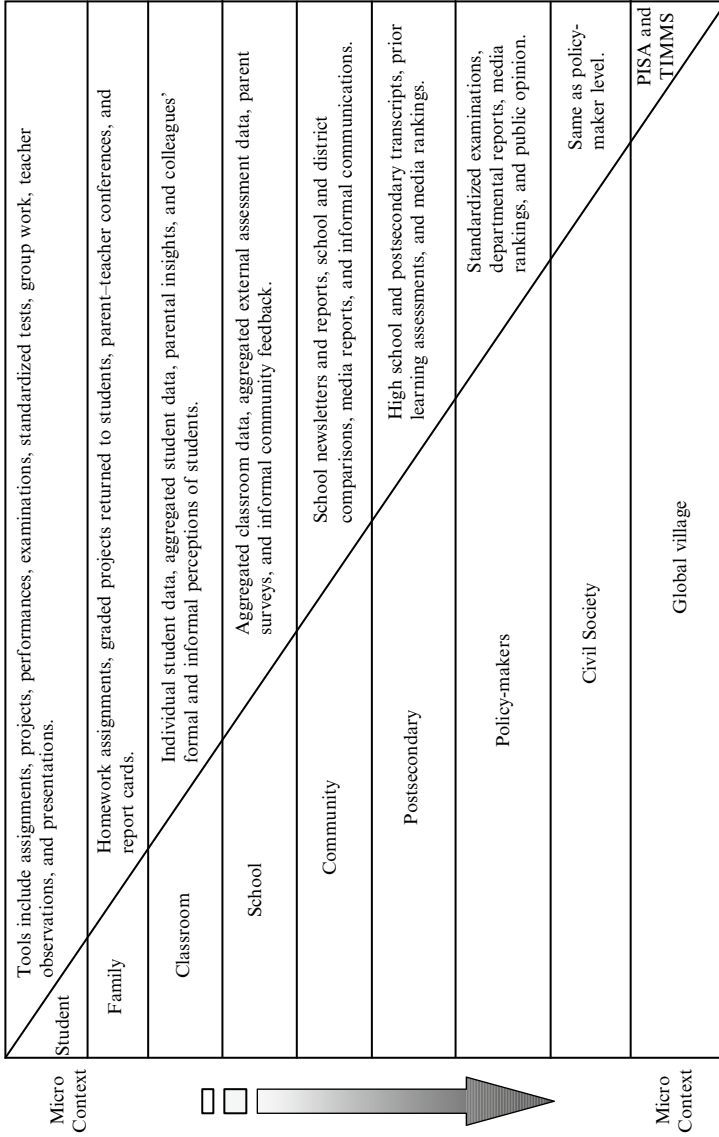 Micro
Context
Student
Tools include assignments, projects, performances, examinations, standardized tests, group work, teacher
observations, and presentations.
Family
Homework assignments, graded projects returned to students, parent–teacher conferences, and
report cards.
Classroom
Individual student data, aggregated student data, parental insights, and colleagues’
formal and informal perceptions of students.
School
Aggregated classroom data, aggregated external assessment data, parent
surveys, and informal community feedback.
Community
School newsletters and reports, school and district
comparisons, media reports, and informal communications.
Postsecondary
High school and postsecondary transcripts, prior
learning assessments, and media rankings.
Policy-makers
Standardized examinations,
departmental reports, media
rankings, and public opinion.
Civil Society
Same as policy-
maker level.
Micro
Context
Global village
PISA and
TIMMS